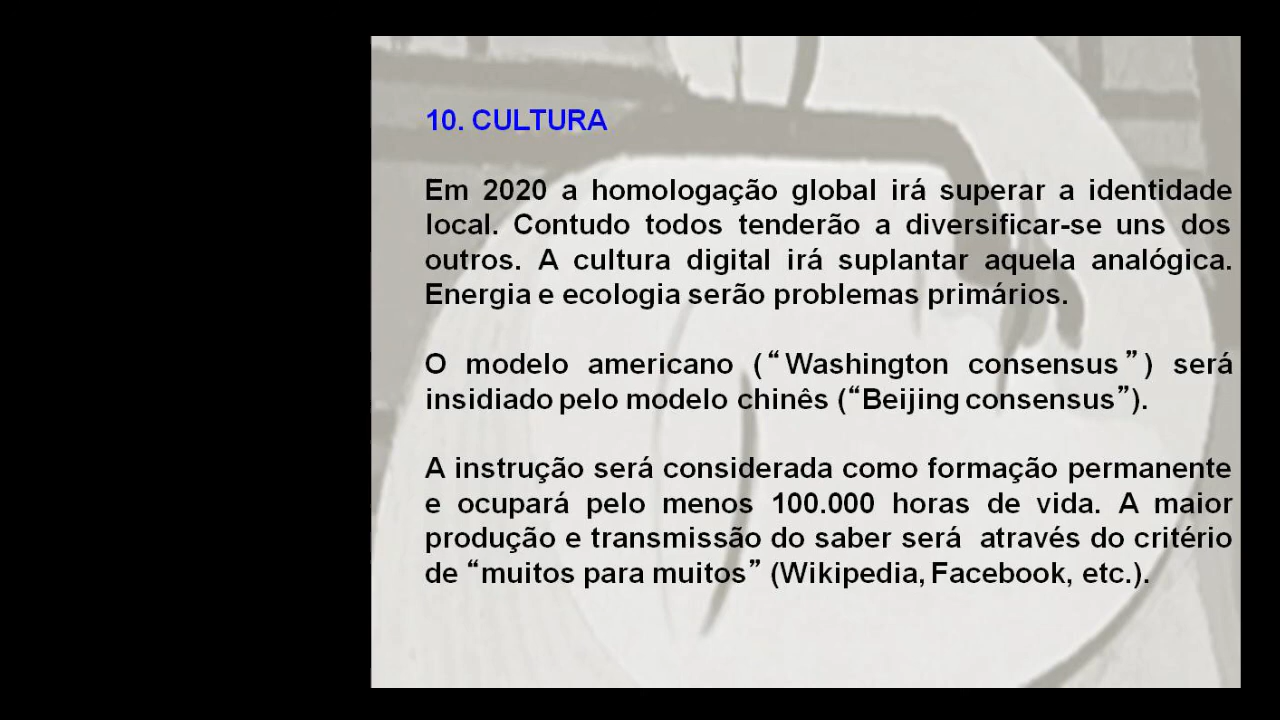 10. CULTURA
Em 2020 a homologação global irá superar a identidade
local. Contudo todos tenderão a diversificar-se uns dos
outros. A cultura digital irá suplantar aquela analógica.
Energia e ecologia serão problemas primários.
O modelo americano (“Washington consensus”) será
insidiado pelo modelo chinês (“Beijing consensus”).
A instrução será considerada como formação permanente
e ocupará pelo menos 100.000 horas de vida. A maior
produção e transmissão do saber será através do critério
de “muitos para muitos” (Wikipedia, Facebook, etc.).